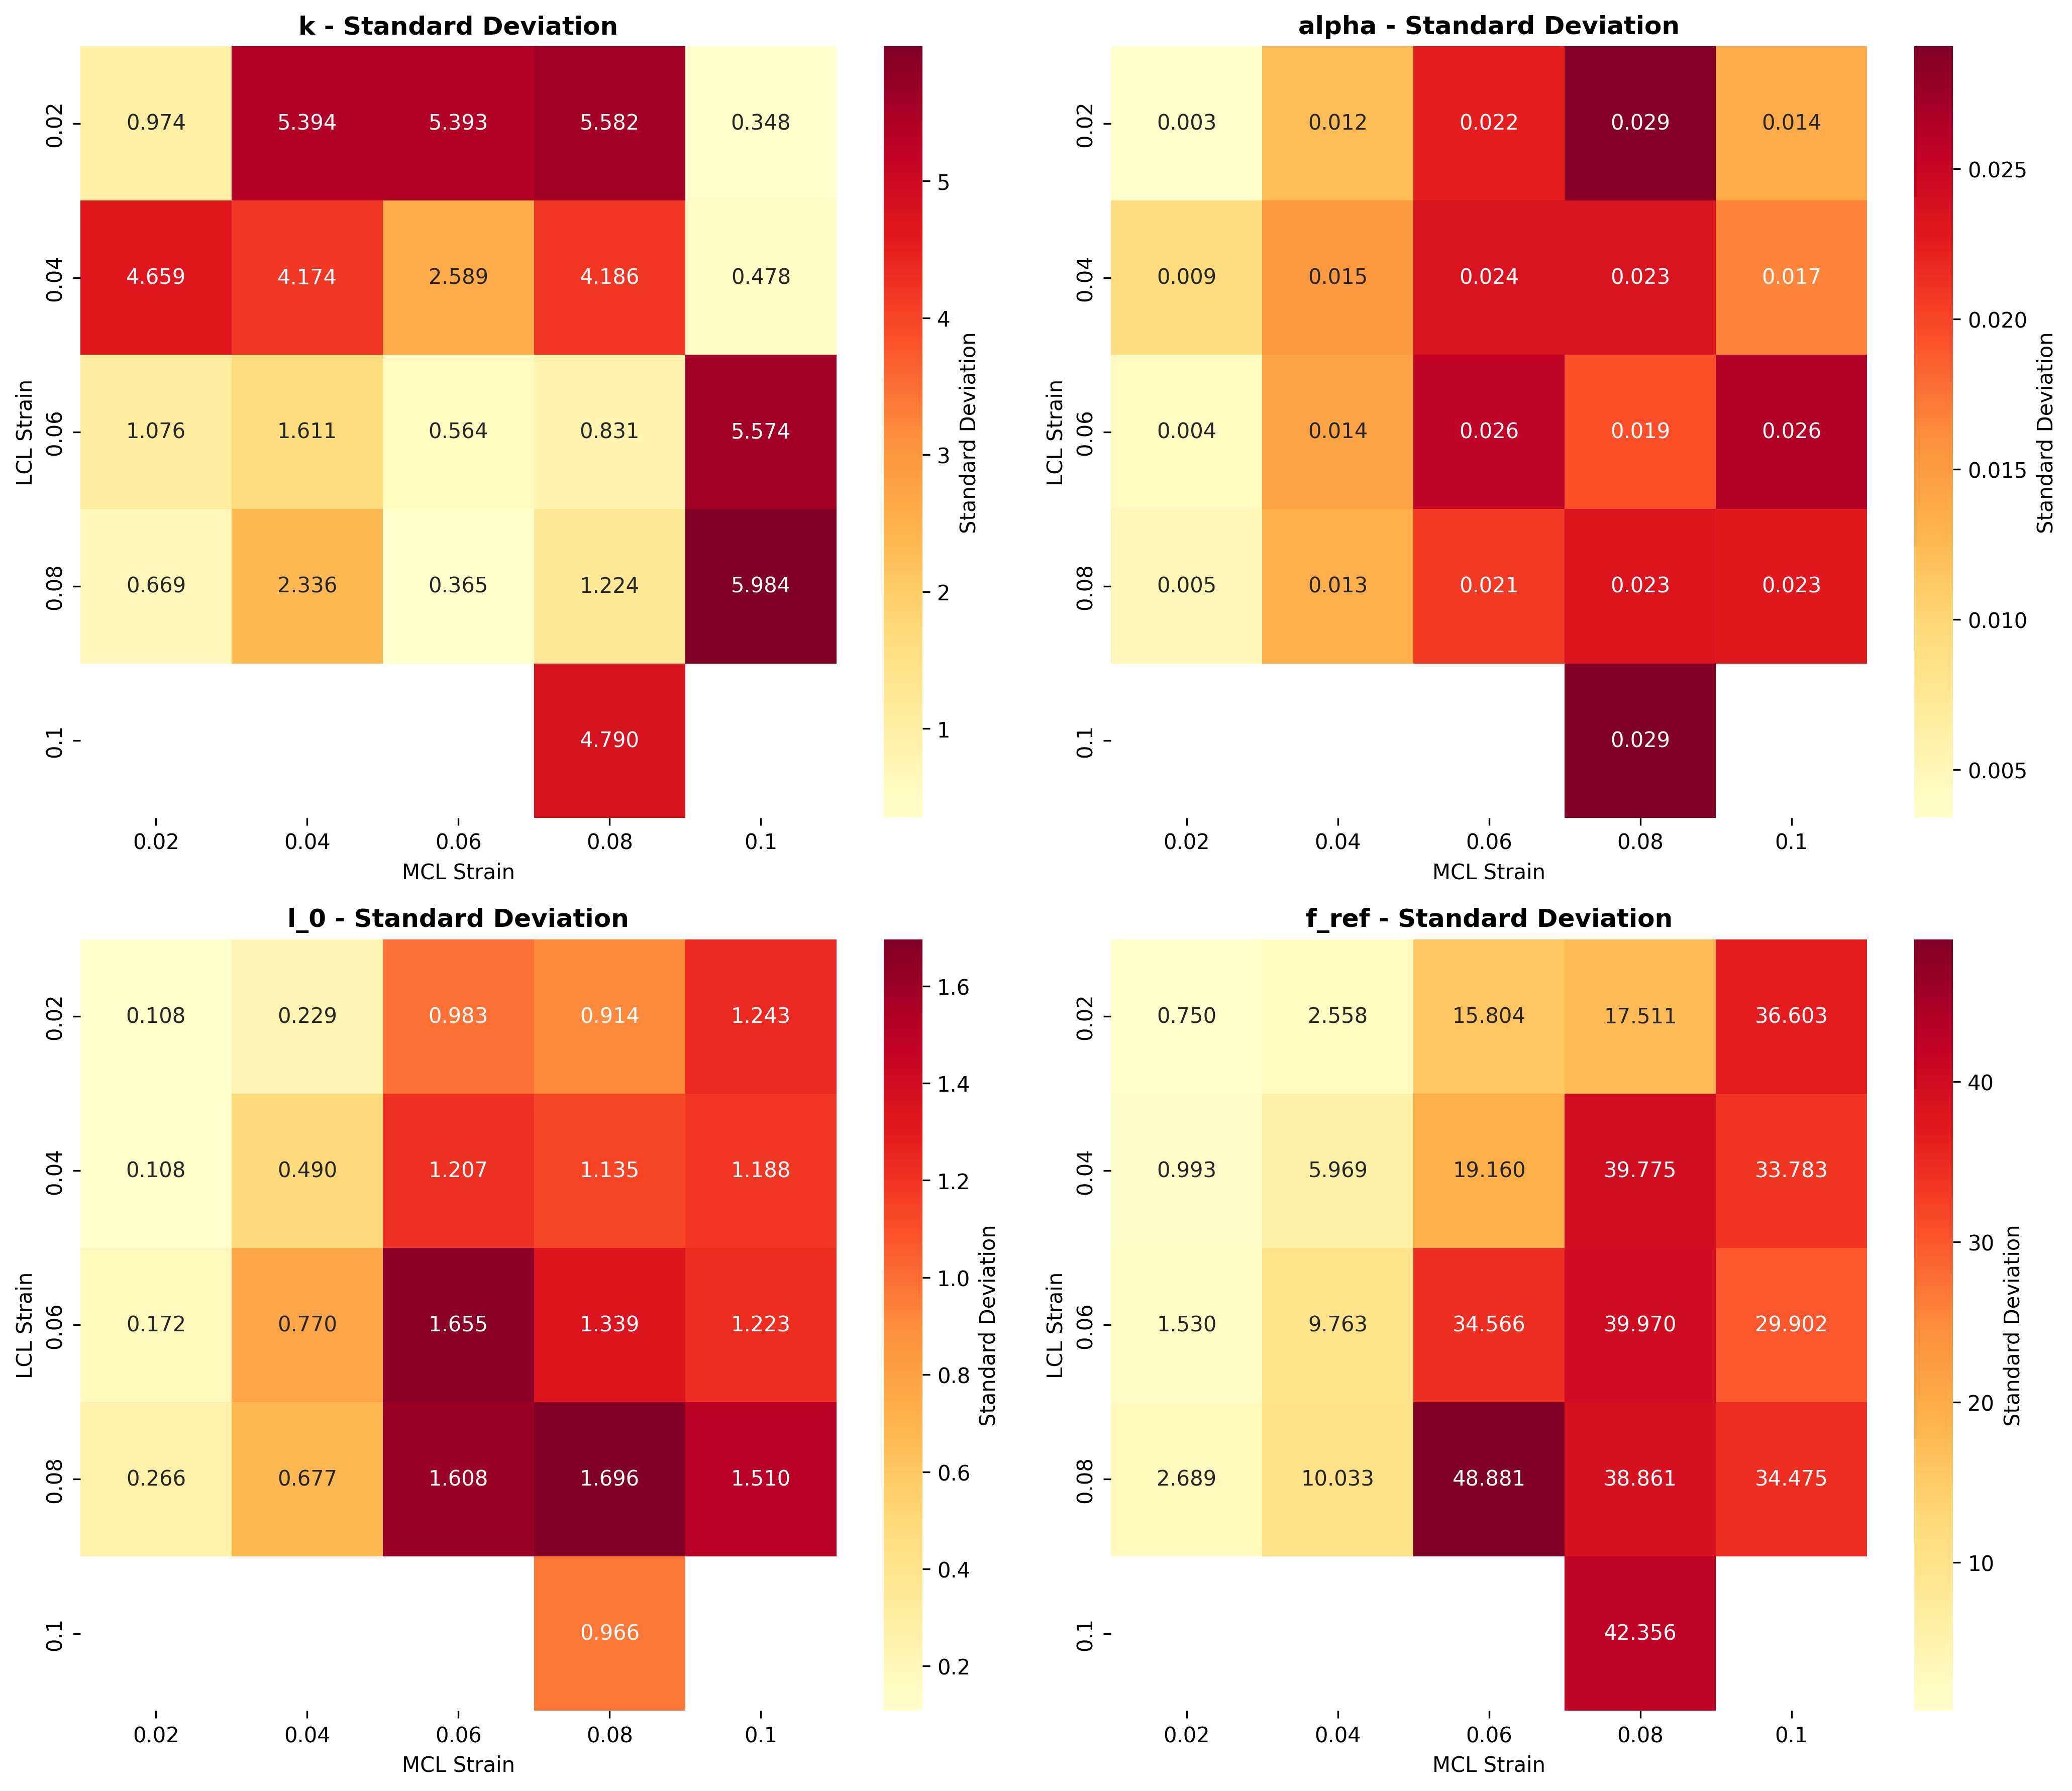 k - Standard Deviation
0.02 0.974 5.394 5.393 5.582 0.348
0.04 4.659 4.174 2.589 4.186 0.478
0.06 1.076 1.611 0.564 0.831 5.574
0.08 0.669 2.336 0.365 1.224 5.984
0.1 4.790
0.02 0.04 0.06 0.08 0.1
MCL Strain
LCL Strain
5
4
3
2
1
Standard Deviation
alpha - Standard Deviation
0.02 0.003 0.012 0.022 0.029 0.014
0.04 0.009 0.015 0.024 0.023 0.017
0.06 0.004 0.014 0.026 0.019 0.026
0.08 0.005 0.013 0.021 0.023 0.023
0.1 0.029
0.02 0.04 0.06 0.08 0.1
MCL Strain
LCL Strain
0.025
0.020
0.015
0.010
0.005
Standard Deviation
l_0 - Standard Deviation
0.02 0.108 0.229 0.983 0.914 1.243
0.04 0.108 0.490 1.207 1.135 1.188
0.06 0.172 0.770 1.655 1.339 1.223
0.08 0.266 0.677 1.608 1.696 1.510
0.1 0.966
0.02 0.04 0.06 0.08 0.1
MCL Strain
LCL Strain
1.6
1.4
1.2
1.0
0.8
0.6
0.4
0.2
Standard Deviation
f_ref - Standard Deviation
0.02 0.750 2.558 15.804 17.511 36.603
0.04 0.993 5.969 19.160 39.775 33.783
0.06 1.530 9.763 34.566 39.970 29.902
0.08 2.689 10.033 48.881 38.861 34.475
0.1 42.356
0.02 0.04 0.06 0.08 0.1
MCL Strain
LCL Strain
40
30
20
10
Standard Deviation